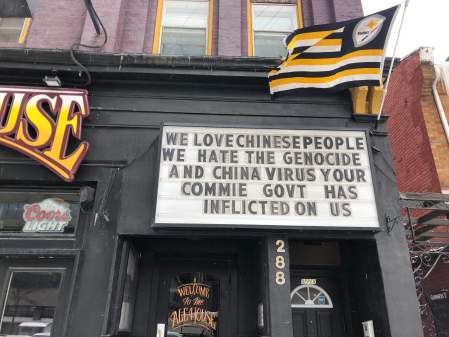 USE
Coors
LIGHT
WE LOVE CHINESE PEOPLE
WE HATE THE GENOCIDE
AND CHINA VIRUS YOUR
COMMIE GOVT HAS
INFLICTED ON US
288
WELCOME
TO THE
ALEHOUSE